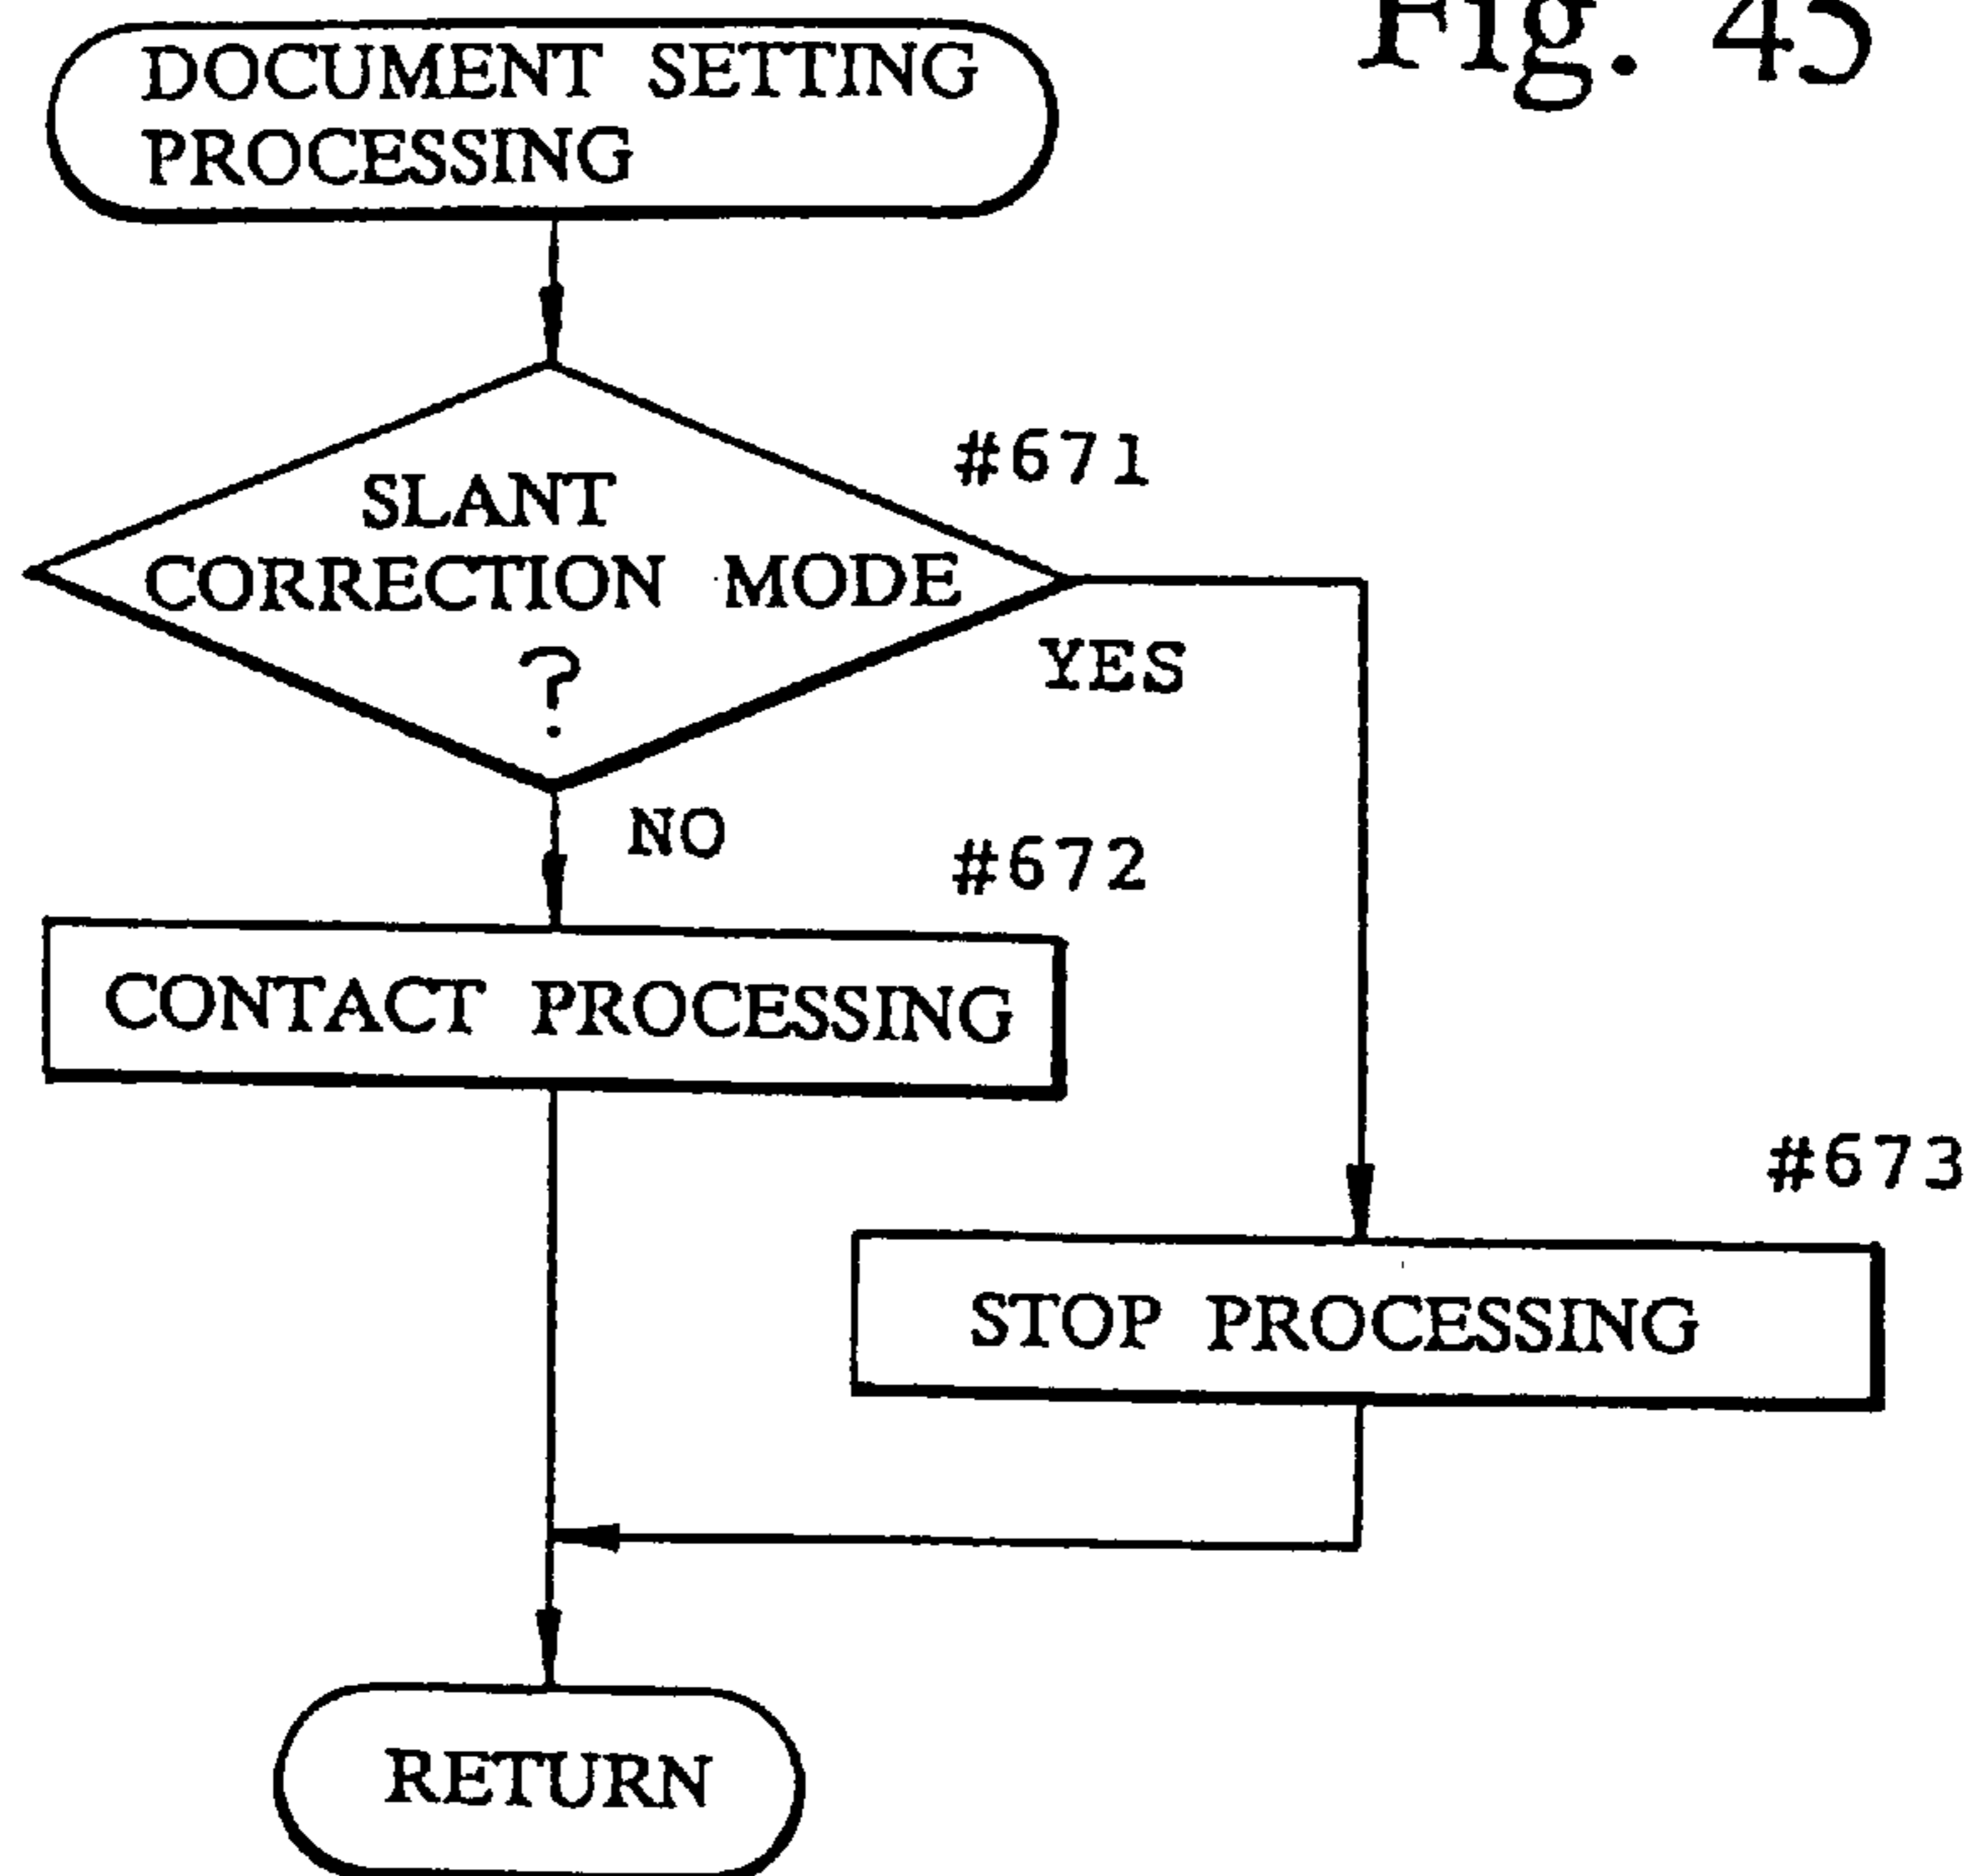 Fig. 45
DOCUMENT SETTING
PROCESSING
#671
SLANT
CORRECTION MODE
?
YES
NO
#672
CONTACT PROCESSING
#673
STOP PROCESSING
RETURN